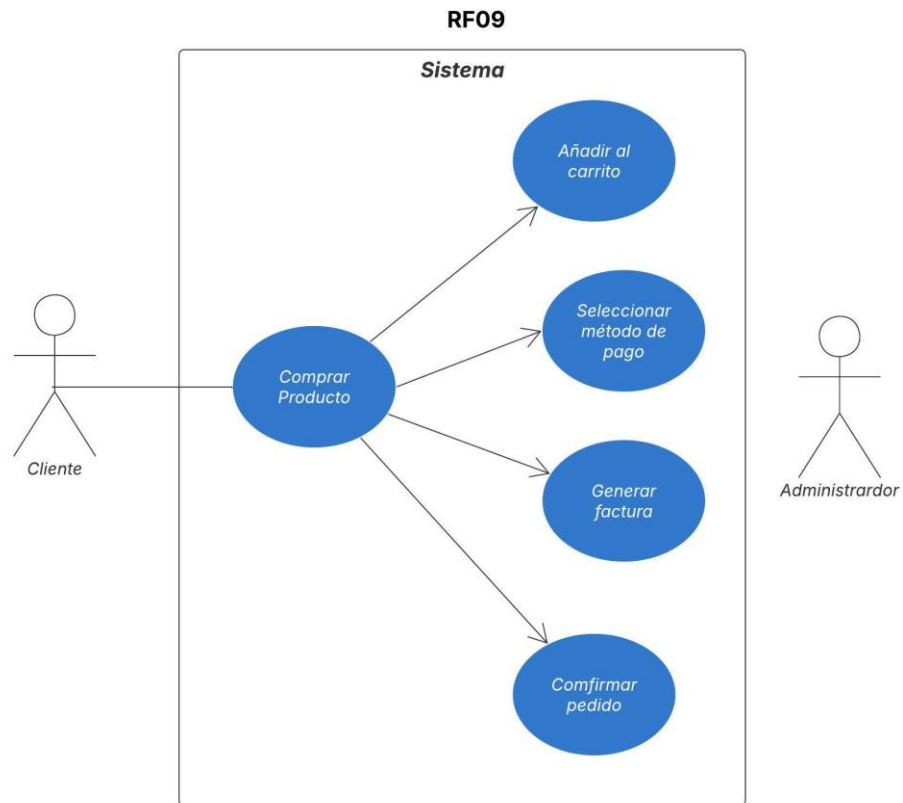 RF09
Sistema
Añadir al
carrito
Seleccionar
método de
pago
Comprar
Producto
Generar
factura
Cliente
Administrardor
Comfirmar
pedido